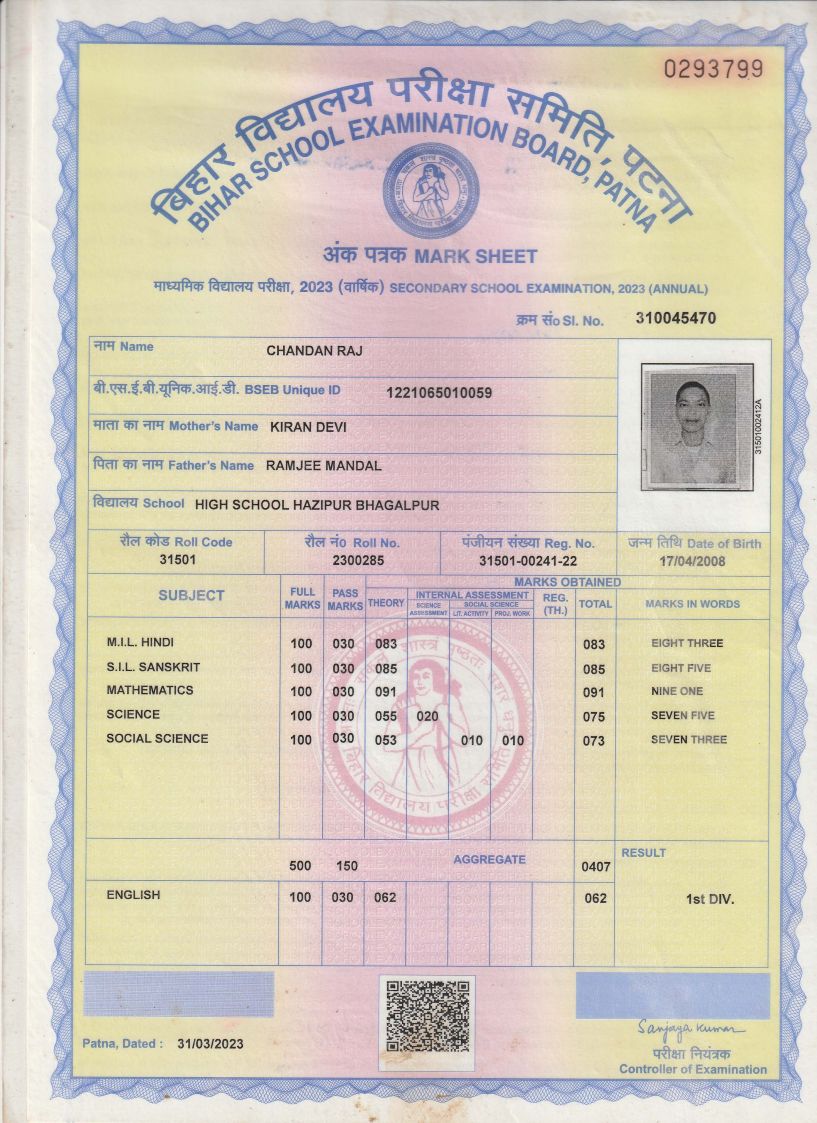 0293799
बिहार विद्यालय परीक्षा समिति, पटना
BIHAR SCHOOL EXAMINATION BOARD, PATNA
अंक पत्रक MARK SHEET
माध्यमिक विद्यालय परीक्षा, 2023 (वार्षिक) SECONDARY SCHOOL EXAMINATION, 2023 (ANNUAL)
क्रम सं० Sl. No. 310045470
नाम Name CHANDAN RAJ
बी.एस.ई.बी.यूनिक.आई.डी. BSEB Unique ID 1221065010059
माता का नाम Mother's Name KIRAN DEVI
पिता का नाम Father's Name RAMJEE MANDAL
विद्यालय School HIGH SCHOOL HAZIPUR BHAGALPUR
31501002412A
रौल कोड Roll Code रौल नं0 Roll No. पंजीयन संख्या Reg. No. जन्म तिथि Date of Birth
31501 2300285 31501-00241-22 17/04/2008
SUBJECT FULL MARKS PASS MARKS THEORY MARKS OBTAINED
INTERNAL ASSESSMENT REG. (TH.) TOTAL MARKS IN WORDS
SCIENCE ASSESSMENT SOCIAL SCIENCE
LIT. ACTIVITY PROJ. WORK
M.I.L. HINDI 100 030 083 083 EIGHT THREE
S.I.L. SANSKRIT 100 030 085 085 EIGHT FIVE
MATHEMATICS 100 030 091 091 NINE ONE
SCIENCE 100 030 055 020 075 SEVEN FIVE
SOCIAL SCIENCE 100 030 053 010 010 073 SEVEN THREE
बिहार विद्यालय परीक्षा समिति
500 150 AGGREGATE 0407 RESULT
ENGLISH 100 030 062 062 1st DIV.
Patna, Dated : 31/03/2023
Sanjaya Kumar
परीक्षा नियंत्रक
Controller of Examination